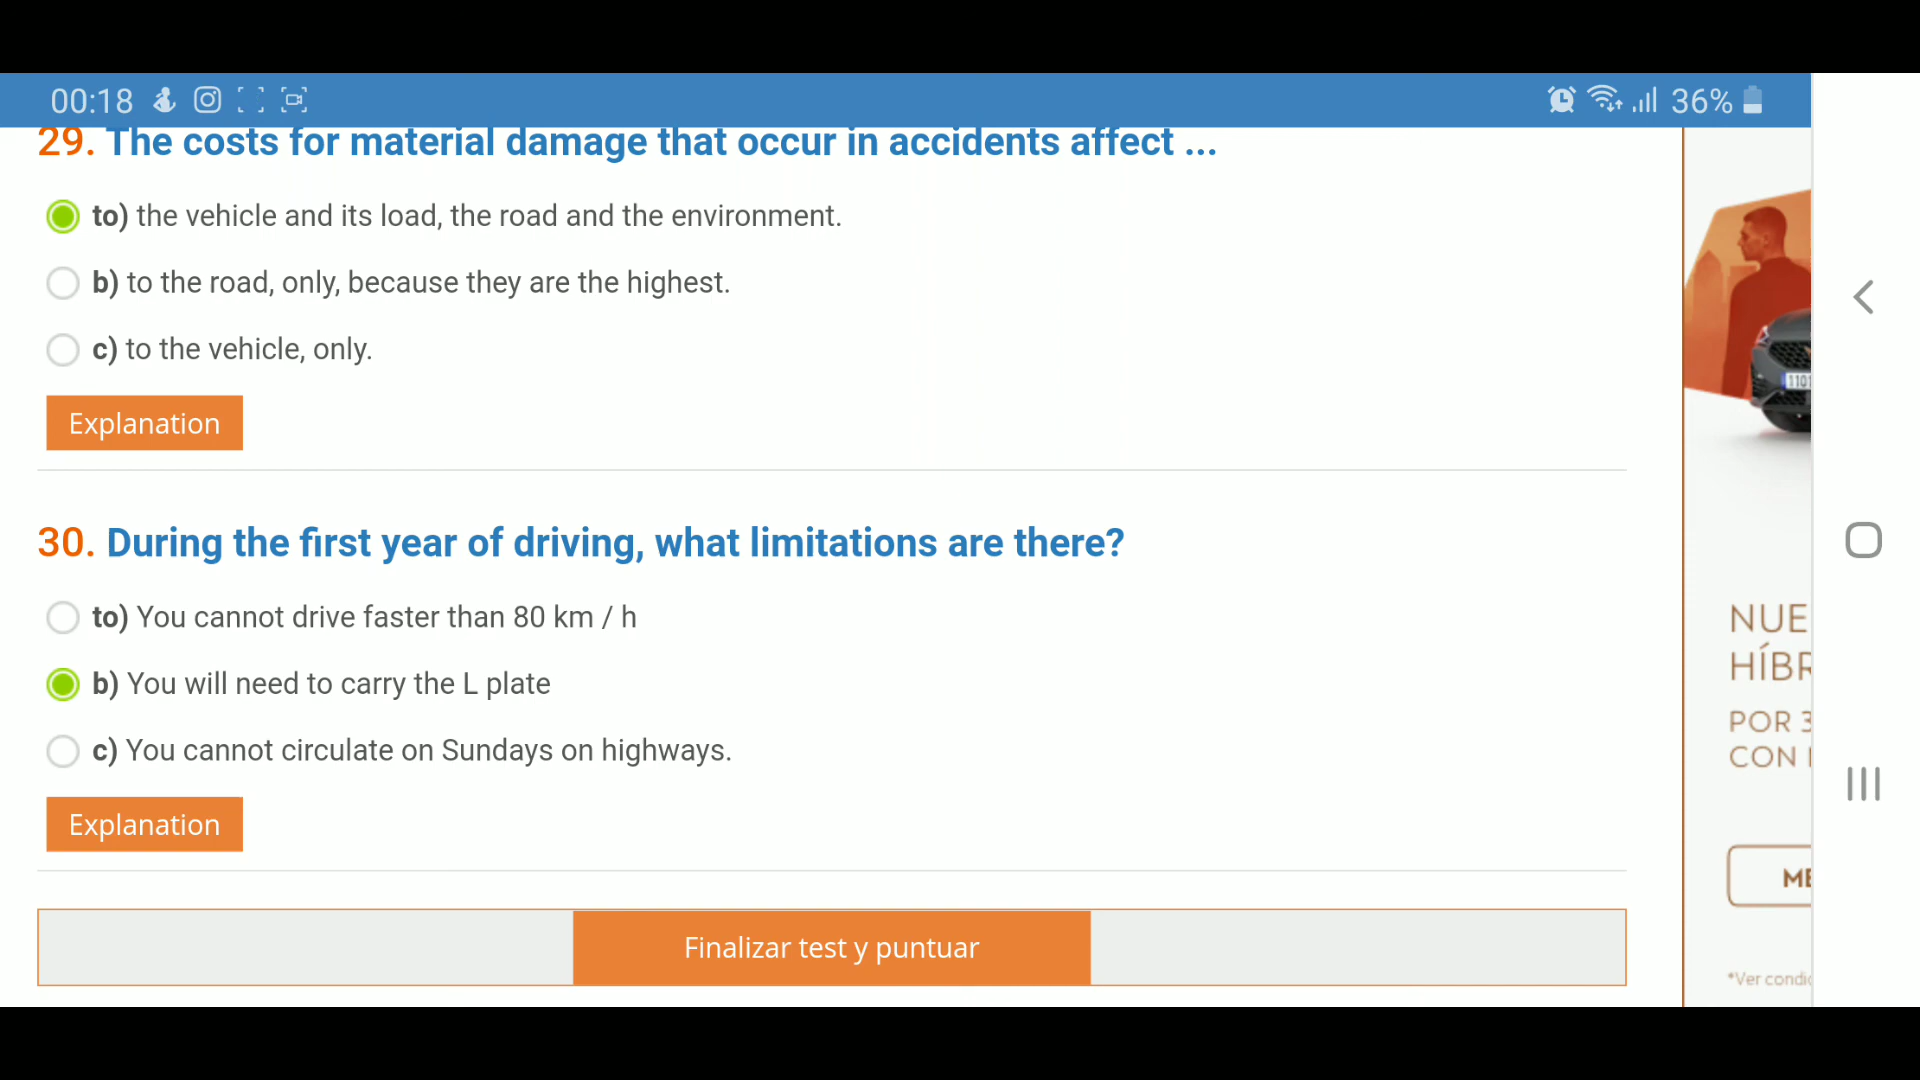 00:18
36%
29. The costs for material damage that occur in accidents affect ...
to) the vehicle and its load, the road and the environment.
b) to the road, only, because they are the highest.
c) to the vehicle, only.
Explanation
30. During the first year of driving, what limitations are there?
to) You cannot drive faster than 80 km / h
b) You will need to carry the L plate
c) You cannot circulate on Sundays on highways.
Explanation
Finalizar test y puntuar
NUE
HÍBR
POR 3
CON
ME
*Ver condic